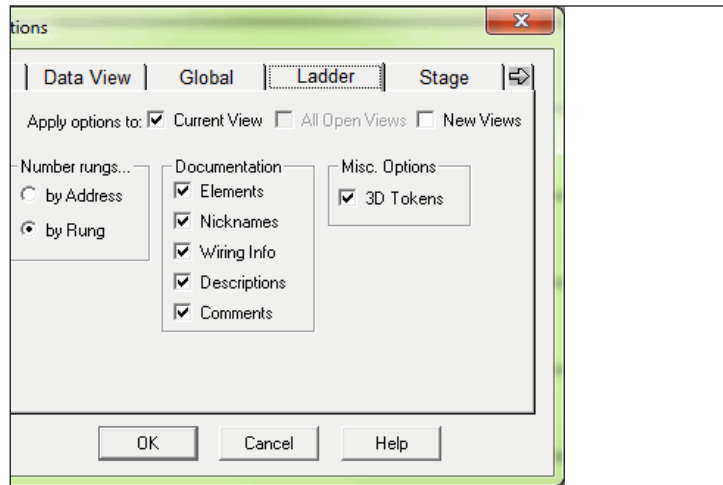 tions
Data View Global Ladder Stage
Apply options to: Current View All Open Views New Views
Number rungs...
by Address
by Rung
Documentation
Elements
Nicknames
Wiring Info
Descriptions
Comments
Misc. Options
3D Tokens
OK Cancel Help